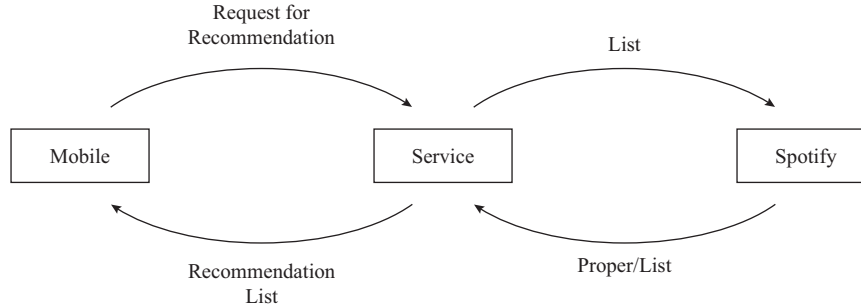 Request for
Recommendation
List
Mobile
Service
Spotify
Recommendation
List
Proper/List